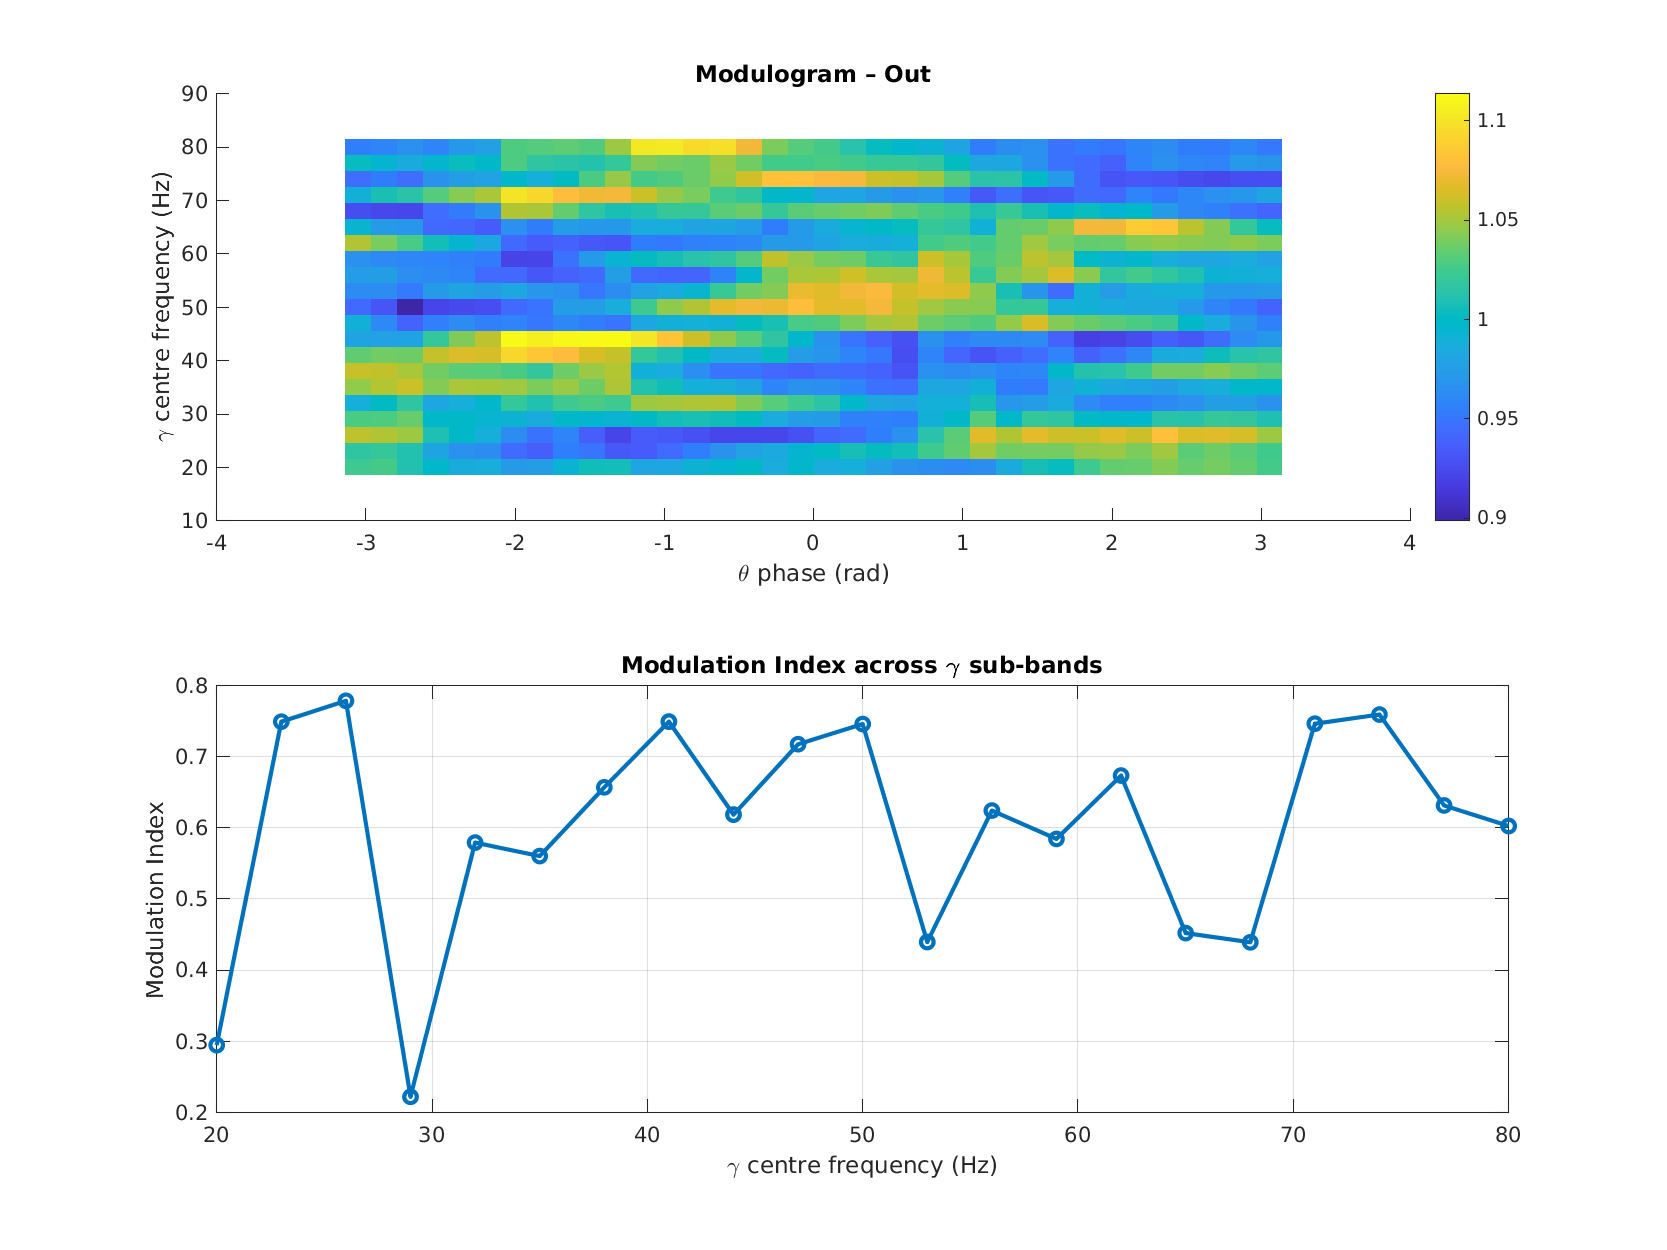 Modulogram – Out
90
80
70
60
50
40
30
20
10
γ centre frequency (Hz)
-4 -3 -2 -1 0 1 2 3 4
θ phase (rad)
1.1
1.05
1
0.95
0.9
Modulation Index across γ sub-bands
0.8
0.7
0.6
0.5
0.4
0.3
0.2
Modulation Index
20 30 40 50 60 70 80
γ centre frequency (Hz)